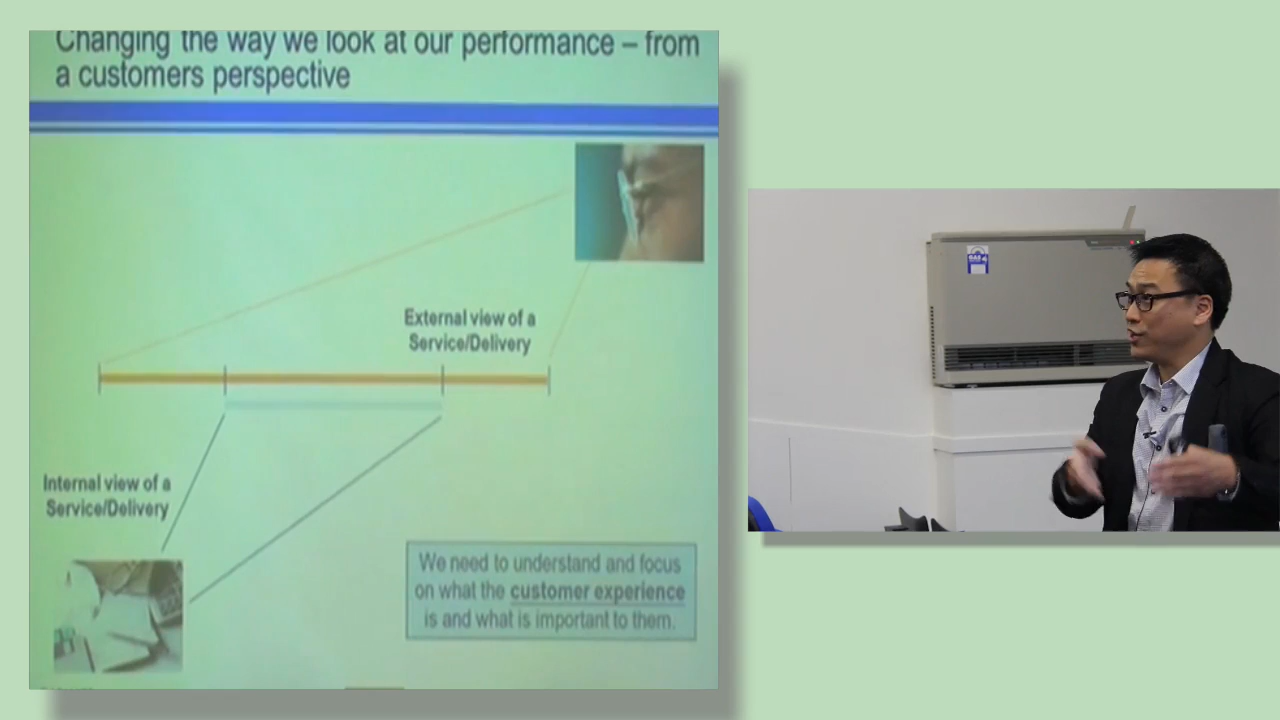 Changing the way we look at our performance – from
a customers perspective
External view of a
Service/Delivery
Internal view of a
Service/Delivery
We need to understand and focus
on what the customer experience
is and what is important to them.
GAS